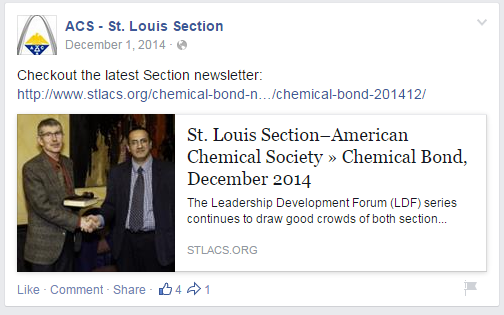 ACS - St. Louis Section
December 1, 2014 ·
Checkout the latest Section newsletter:
http://www.stlacs.org/chemical-bond-n…/chemical-bond-201412/
St. Louis Section–American
Chemical Society » Chemical Bond,
December 2014
The Leadership Development Forum (LDF) series
continues to draw good crowds of both section...
STLACS.ORG
Like · Comment · Share · 4 1